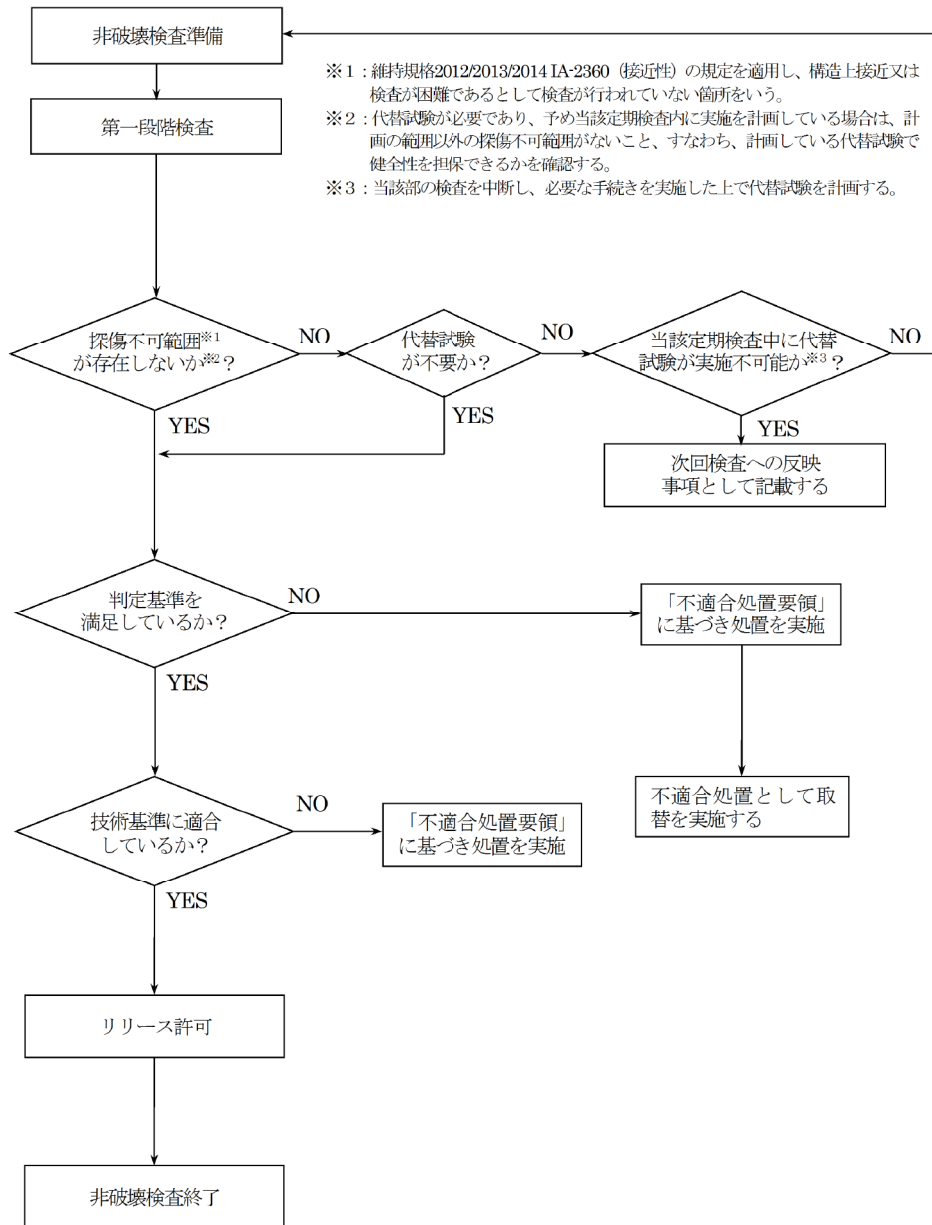 非破壊検査準備
※1：維持規格2012/2013/2014 IA-2360（接近性）の規定を適用し、構造上接近又は
検査が困難であるとして検査が行われていない箇所をいう。
※2：代替試験が必要であり、予め当該定期検査内に実施を計画している場合は、計
画の範囲以外の探傷不可範囲がないこと、すなわち、計画している代替試験で
健全性を担保できるかを確認する。
※3：当該部の検査を中断し、必要な手続きを実施した上で代替試験を計画する。
第一段階検査
探傷不可範囲※1
が存在しないか※2？
NO
代替試験
が不要か？
NO
当該定期検査中に代替
試験が実施不可能か※3？
NO
YES
YES
YES
次回検査への反映
事項として記載する
判定基準を
満足しているか？
NO
「不適合処置要領」
に基づき処置を実施
YES
不適合処置として取
替を実施する
技術基準に適合
しているか？
NO
「不適合処置要領」
に基づき処置を実施
YES
リリース許可
非破壊検査終了